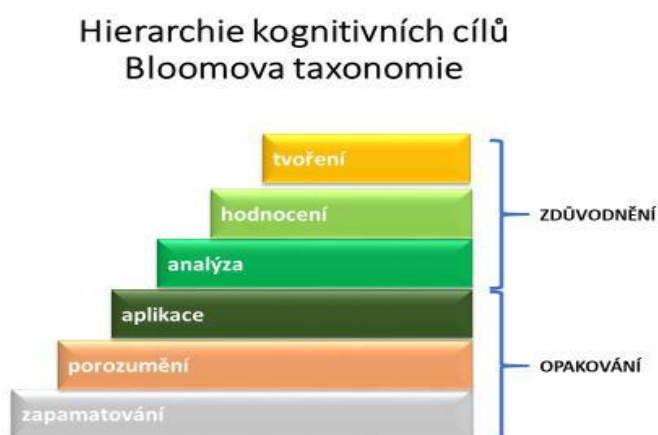 Hierarchie kognitivních cílů
Bloomova taxonomie
tvoření
hodnocení
ZDŮVODNĚNÍ
analýza
aplikace
porozumění
OPAKOVÁNÍ
zapamatování